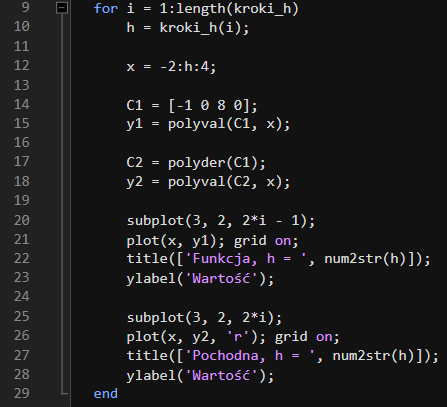 9 for i = 1:length(kroki_h)
10 h = kroki_h(i);
11
12 x = -2:h:4;
13
14 C1 = [-1 0 8 0];
15 y1 = polyval(C1, x);
16
17 C2 = polyder(C1);
18 y2 = polyval(C2, x);
19
20 subplot(3, 2, 2*i - 1);
21 plot(x, y1); grid on;
22 title(['Funkcja, h = ', num2str(h)]);
23 ylabel('Wartość');
24
25 subplot(3, 2, 2*i);
26 plot(x, y2, 'r'); grid on;
27 title(['Pochodna, h = ', num2str(h)]);
28 ylabel('Wartość');
29 end